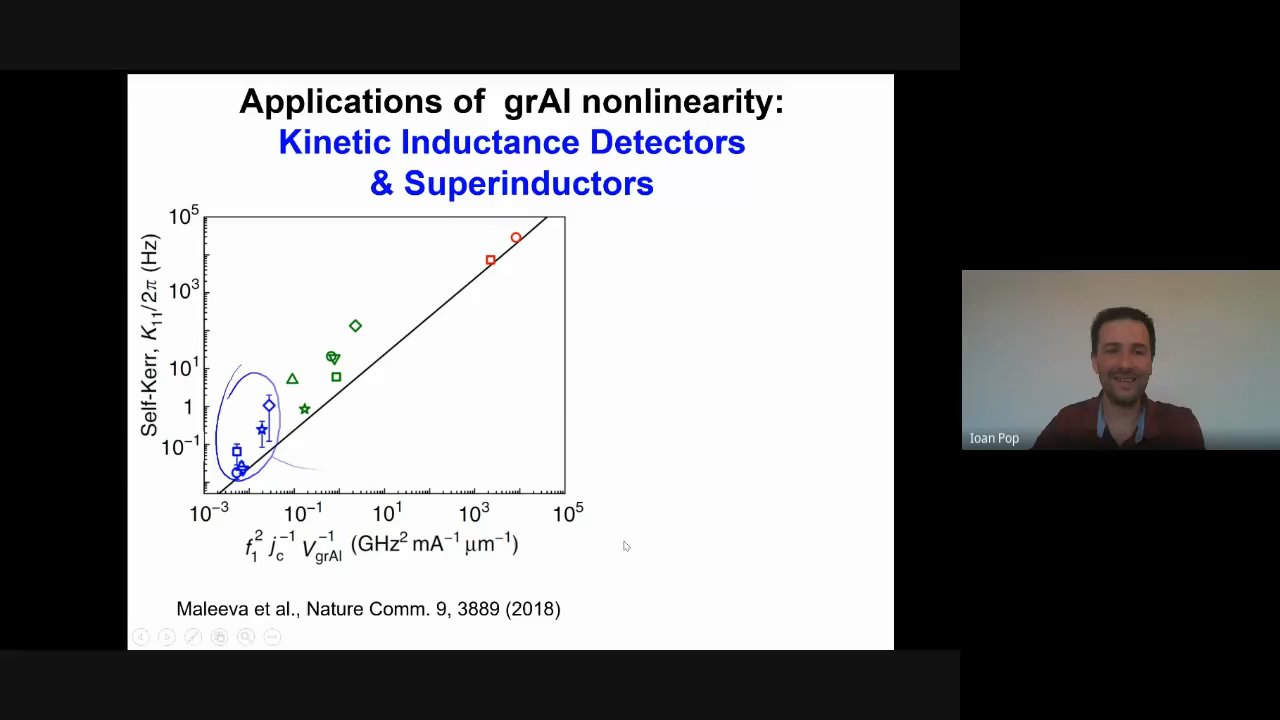 Applications of grAl nonlinearity:
Kinetic Inductance Detectors
& Superinductors
Self-Kerr, K₁₁/2π (Hz)
10⁵
10³
10¹
1
10⁻¹
10⁻³ 10⁻¹ 10¹ 10³ 10⁵
f₁² j_c⁻¹ V_grAl⁻¹ (GHz² mA⁻¹ μm⁻¹)
Maleeva et al., Nature Comm. 9, 3889 (2018)
Ioan Pop